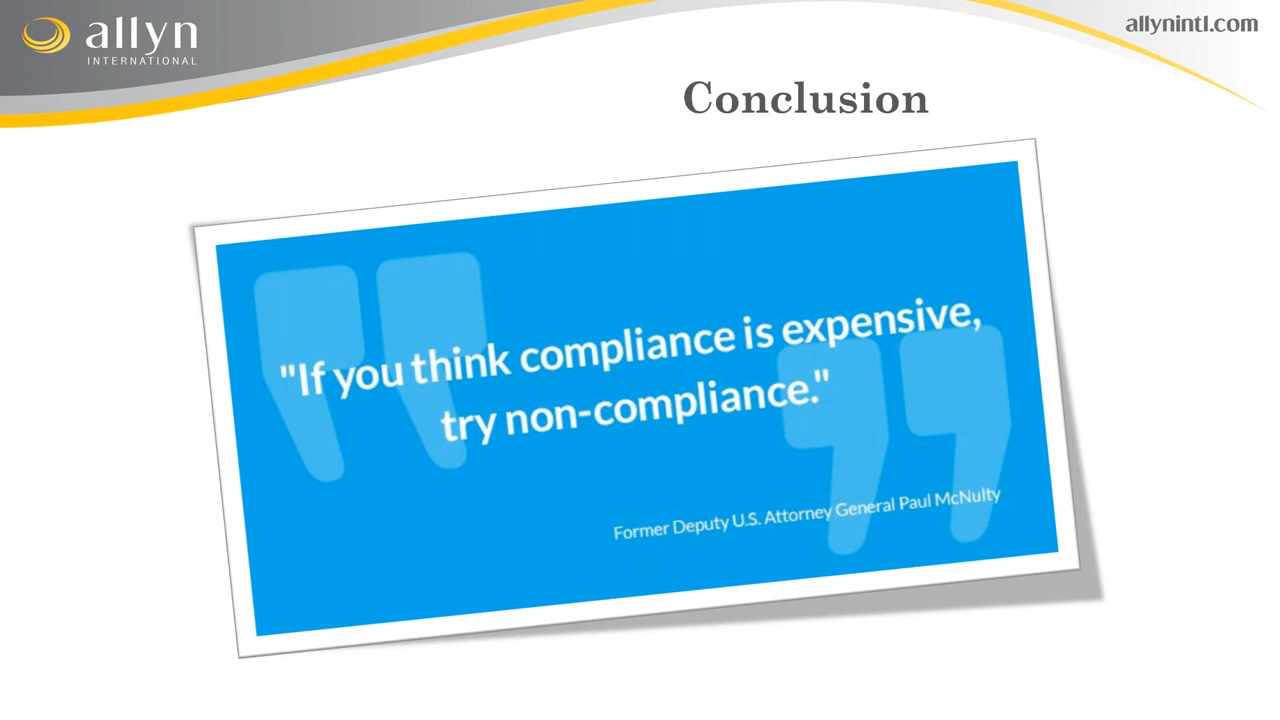 allyn
INTERNATIONAL
allynintl.com
Conclusion
"If you think compliance is expensive,
try non-compliance."
Former Deputy U.S. Attorney General Paul McNulty